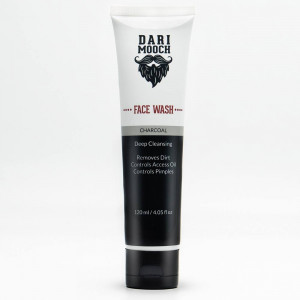 DARI
MOOCH
FACE WASH
CHARCOAL
Deep Cleansing
Removes Dirt
Controls Access Oil
Controls Pimples
120 ml / 4.05 fl oz